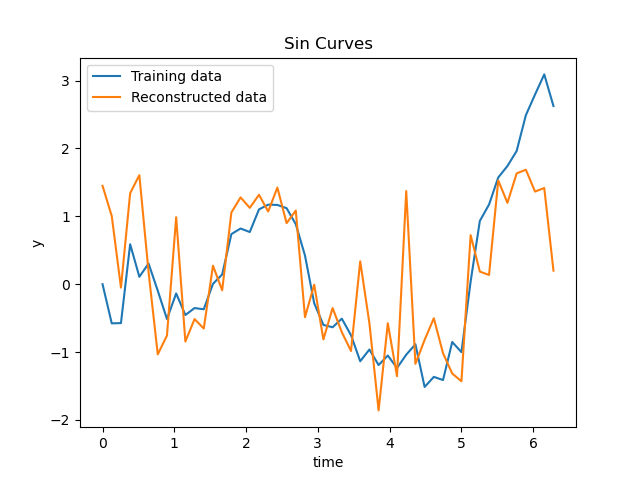 Sin Curves
Training data
Reconstructed data
y
3
2
1
0
−1
−2
0 1 2 3 4 5 6
time